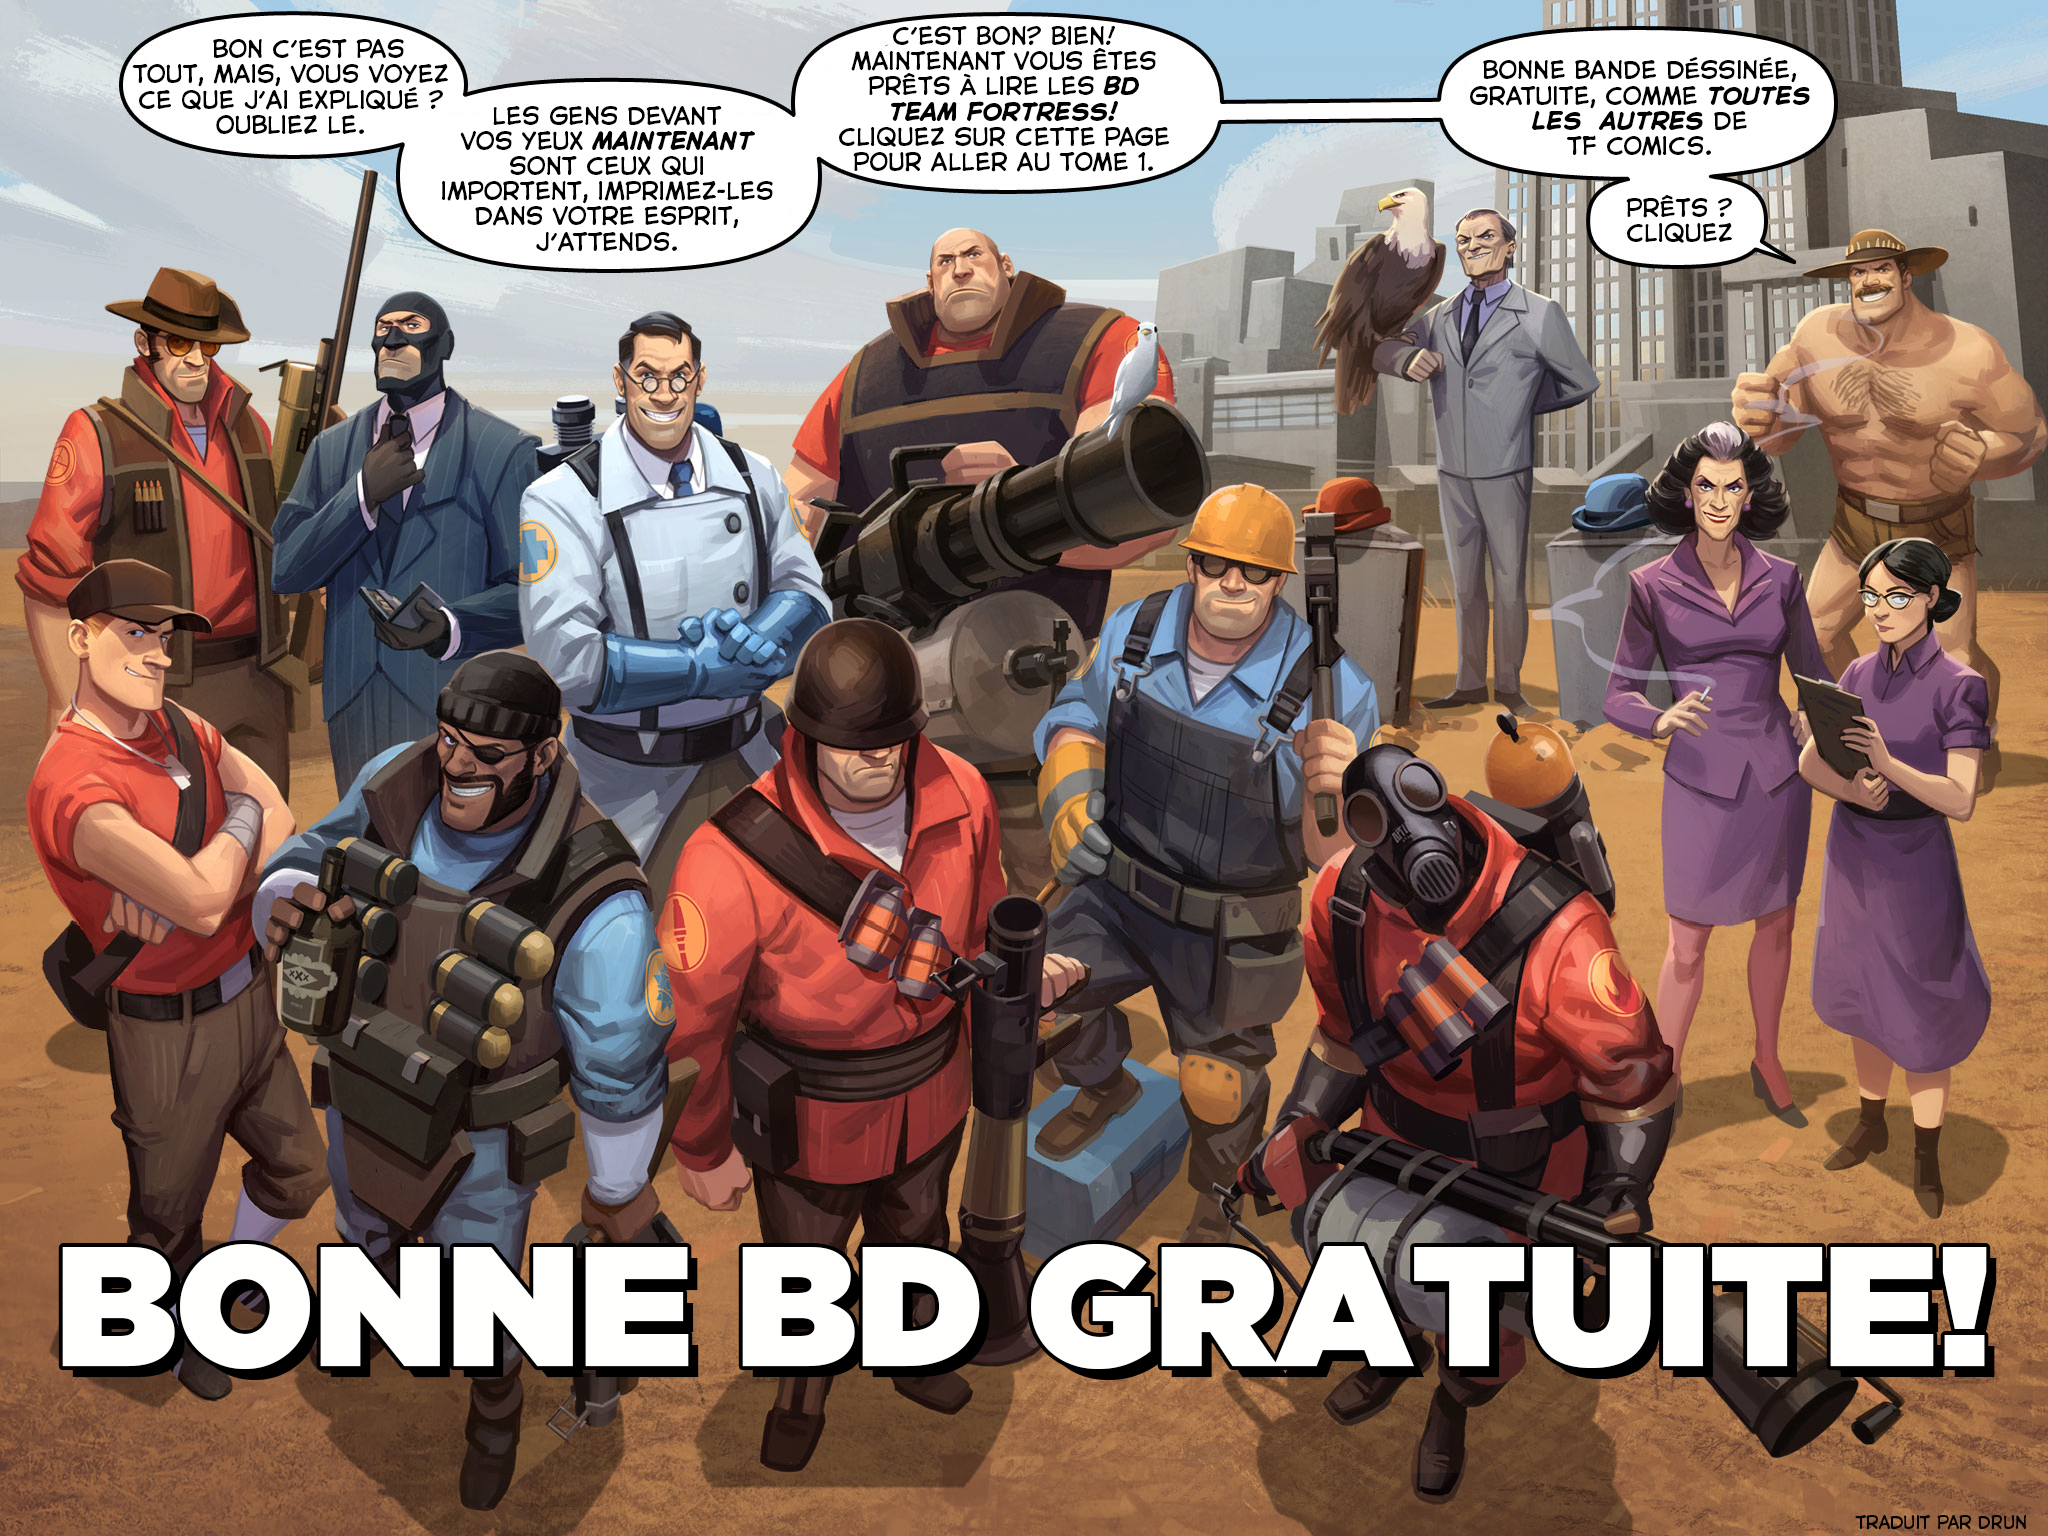 BON C'EST PAS
TOUT, MAIS, VOUS VOYEZ
CE QUE J'AI EXPLIQUÉ ?
OUBLIEZ LE.
LES GENS DEVANT
VOS YEUX MAINTENANT
SONT CEUX QUI
IMPORTENT, IMPRIMEZ-LES
DANS VOTRE ESPRIT,
J'ATTENDS.
C'EST BON? BIEN!
MAINTENANT VOUS ÊTES
PRÊTS À LIRE LES BD
TEAM FORTRESS!
CLIQUEZ SUR CETTE PAGE
POUR ALLER AU TOME 1.
BONNE BANDE DÉSSINÉE,
GRATUITE, COMME TOUTES
LES AUTRES DE
TF COMICS.
PRÊTS ?
CLIQUEZ
XXX
BONNE BD GRATUITE!
TRADUIT PAR DRUN